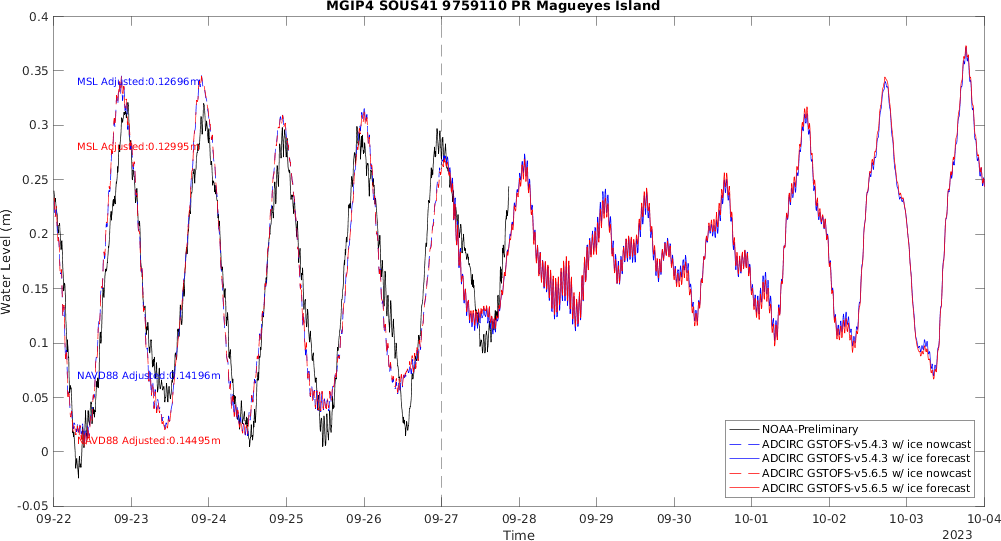 MGIP4 SOUS41 9759110 PR Magueyes Island
0.4
0.35
0.3
0.25
0.2
0.15
0.1
0.05
0
-0.05
Water Level (m)
MSL Adjusted:0.12696m
MSL Adjusted:0.12995m
NAVD88 Adjusted:0.14196m
NAVD88 Adjusted:0.14495m
NOAA-Preliminary
ADCIRC GSTOFS-v5.4.3 w/ ice nowcast
ADCIRC GSTOFS-v5.4.3 w/ ice forecast
ADCIRC GSTOFS-v5.6.5 w/ ice nowcast
ADCIRC GSTOFS-v5.6.5 w/ ice forecast
09-22 09-23 09-24 09-25 09-26 09-27 09-28 09-29 09-30 10-01 10-02 10-03 10-04
Time
2023